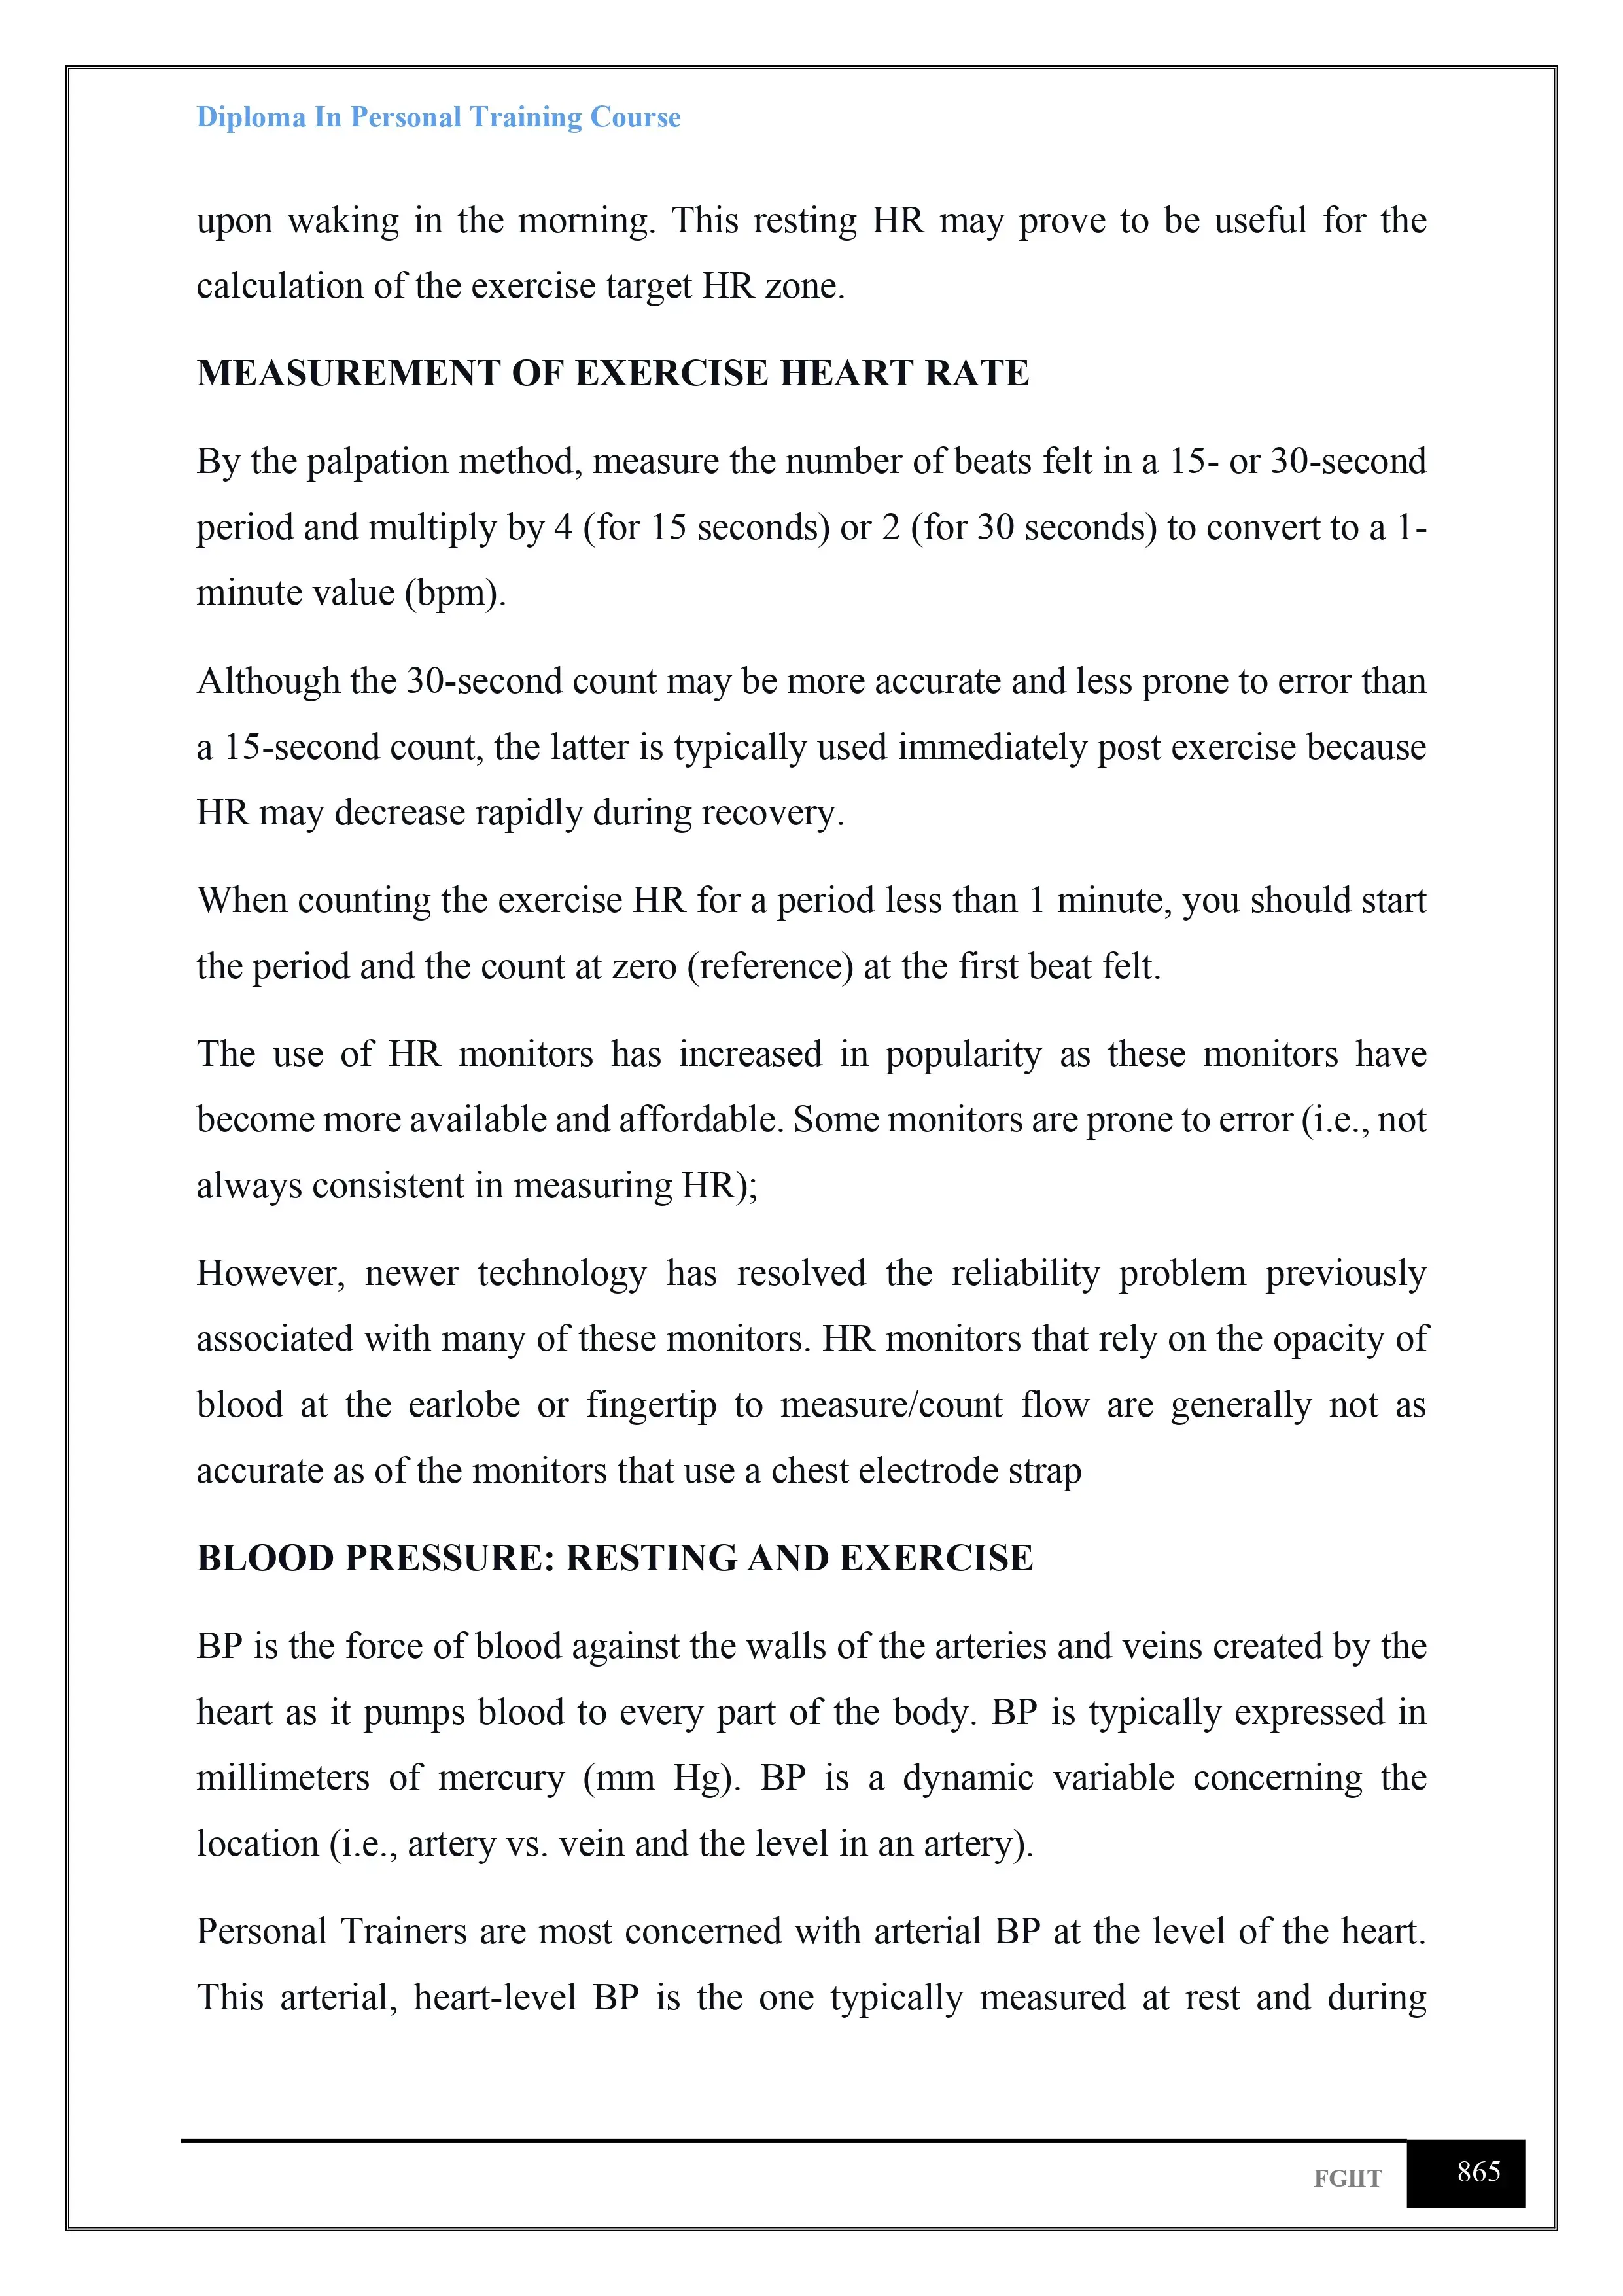 Diploma In Personal Training Course
upon waking in the morning. This resting HR may prove to be useful for the
calculation of the exercise target HR zone.
MEASUREMENT OF EXERCISE HEART RATE
By the palpation method, measure the number of beats felt in a 15- or 30-second
period and multiply by 4 (for 15 seconds) or 2 (for 30 seconds) to convert to a 1-
minute value (bpm).
Although the 30-second count may be more accurate and less prone to error than
a 15-second count, the latter is typically used immediately post exercise because
HR may decrease rapidly during recovery.
When counting the exercise HR for a period less than 1 minute, you should start
the period and the count at zero (reference) at the first beat felt.
The use of HR monitors has increased in popularity as these monitors have
become more available and affordable. Some monitors are prone to error (i.e., not
always consistent in measuring HR);
However, newer technology has resolved the reliability problem previously
associated with many of these monitors. HR monitors that rely on the opacity of
blood at the earlobe or fingertip to measure/count flow are generally not as
accurate as of the monitors that use a chest electrode strap
BLOOD PRESSURE: RESTING AND EXERCISE
BP is the force of blood against the walls of the arteries and veins created by the
heart as it pumps blood to every part of the body. BP is typically expressed in
millimeters of mercury (mm Hg). BP is a dynamic variable concerning the
location (i.e., artery vs. vein and the level in an artery).
Personal Trainers are most concerned with arterial BP at the level of the heart.
This arterial, heart-level BP is the one typically measured at rest and during
FGIIT 865